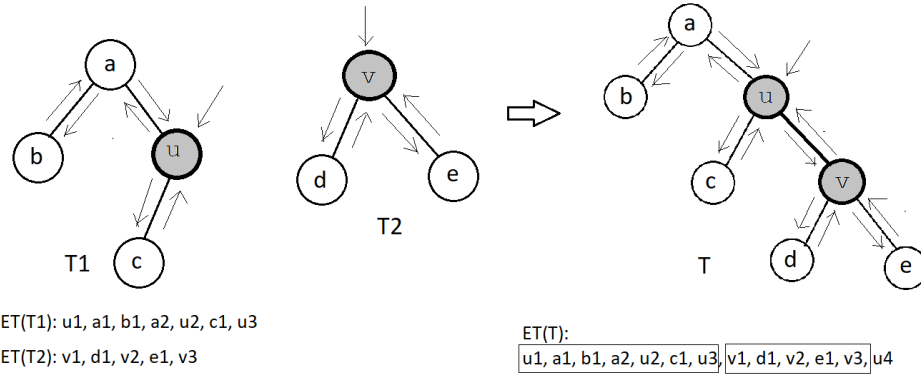 a
b
u
c
T1
v
d
e
T2
a
b
u
c
v
d
e
T
ET(T1): u1, a1, b1, a2, u2, c1, u3
ET(T2): v1, d1, v2, e1, v3
ET(T):
u1, a1, b1, a2, u2, c1, u3, v1, d1, v2, e1, v3, u4